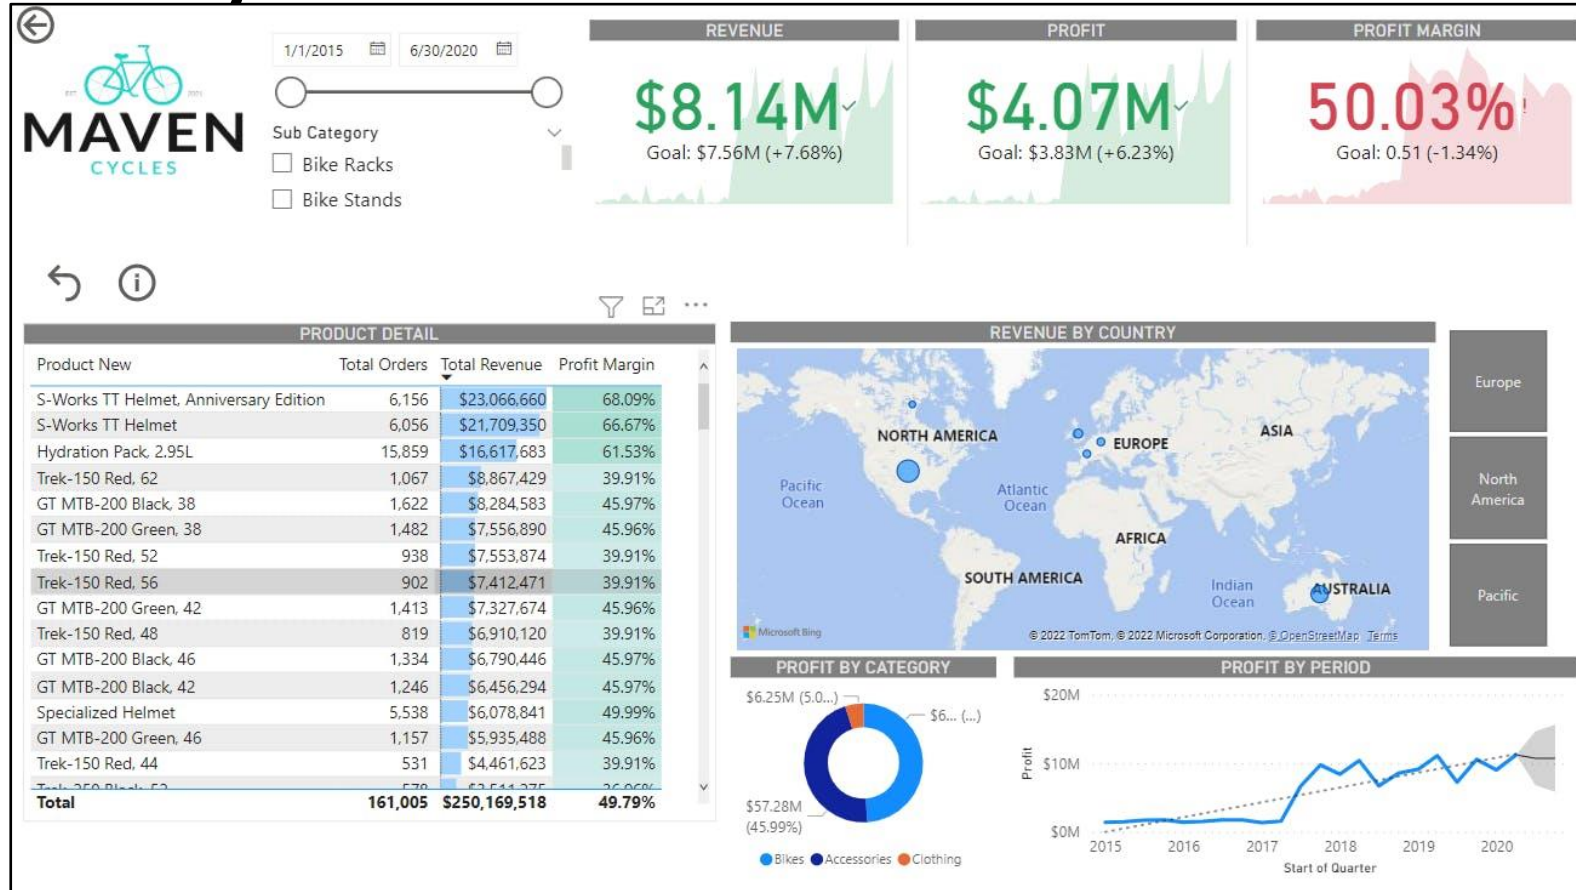 MAVEN
CYCLES
1/1/2015
6/30/2020
Sub Category
Bike Racks
Bike Stands
REVENUE
$8.14M
Goal: $7.56M (+7.68%)
PROFIT
$4.07M
Goal: $3.83M (+6.23%)
PROFIT MARGIN
50.03%!
Goal: 0.51 (-1.34%)
PRODUCT DETAIL
Product New Total Orders Total Revenue Profit Margin
S-Works TT Helmet, Anniversary Edition 6,156 $23,066,660 68.09%
S-Works TT Helmet 6,056 $21,709,350 66.67%
Hydration Pack, 2.95L 15,859 $16,617,683 61.53%
Trek-150 Red, 62 1,067 $8,867,429 39.91%
GT MTB-200 Black, 38 1,622 $8,284,583 45.97%
GT MTB-200 Green, 38 1,482 $7,556,890 45.96%
Trek-150 Red, 52 938 $7,553,874 39.91%
Trek-150 Red, 56 902 $7,412,471 39.91%
GT MTB-200 Green, 42 1,413 $7,327,674 45.96%
Trek-150 Red, 48 819 $6,910,120 39.91%
GT MTB-200 Black, 46 1,334 $6,790,446 45.97%
GT MTB-200 Black, 42 1,246 $6,456,294 45.97%
Specialized Helmet 5,538 $6,078,841 49.99%
GT MTB-200 Green, 46 1,157 $5,935,488 45.96%
Trek-150 Red, 44 531 $4,461,623 39.91%
Total 161,005 $250,169,518 49.79%
REVENUE BY COUNTRY
NORTH AMERICA
EUROPE
ASIA
Pacific
Ocean
Atlantic
Ocean
AFRICA
SOUTH AMERICA
Indian
Ocean
AUSTRALIA
Microsoft Bing
© 2022 TomTom, © 2022 Microsoft Corporation, © OpenStreetMap Terms
Europe
North
America
Pacific
PROFIT BY CATEGORY
$6.25M (5.0...)
$6... (...)
$57.28M
(45.99%)
Bikes Accessories Clothing
PROFIT BY PERIOD
$20M
$10M
$0M
Profit
2015 2016 2017 2018 2019 2020
Start of Quarter